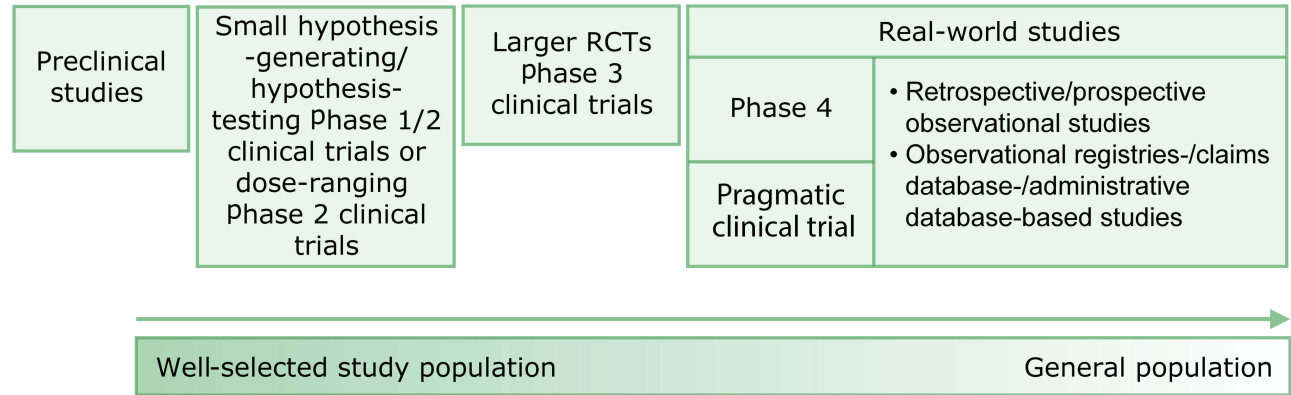 Preclinical
studies
Small hypothesis
-generating/
hypothesis-
testing Phase 1/2
clinical trials or
dose-ranging
Phase 2 clinical
trials
Larger RCTs
Phase 3
clinical trials
Real-world studies
Phase 4
Pragmatic
clinical trial
• Retrospective/prospective
observational studies
• Observational registries-/claims
database-/administrative
database-based studies
Well-selected study population
General population